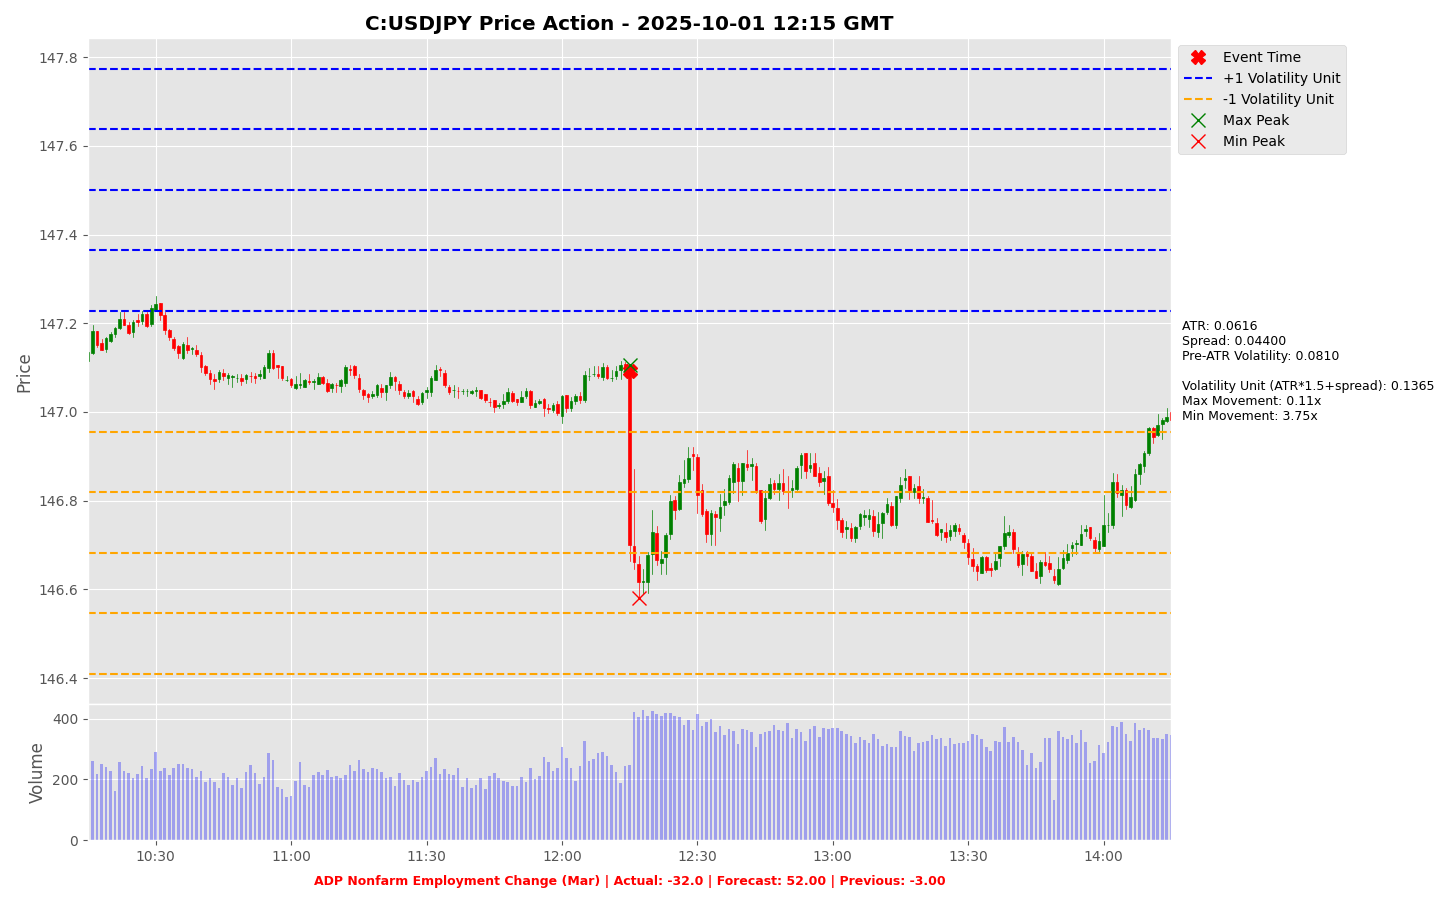 C:USDJPY Price Action - 2025-10-01 12:15 GMT
147.8
147.6
147.4
147.2
147.0
146.8
146.6
146.4
Price
Event Time
+1 Volatility Unit
-1 Volatility Unit
Max Peak
Min Peak
ATR: 0.0616
Spread: 0.04400
Pre-ATR Volatility: 0.0810
Volatility Unit (ATR*1.5+spread): 0.1365
Max Movement: 0.11x
Min Movement: 3.75x
400
200
0
Volume
10:30 11:00 11:30 12:00 12:30 13:00 13:30 14:00
ADP Nonfarm Employment Change (Mar) | Actual: -32.0 | Forecast: 52.00 | Previous: -3.00